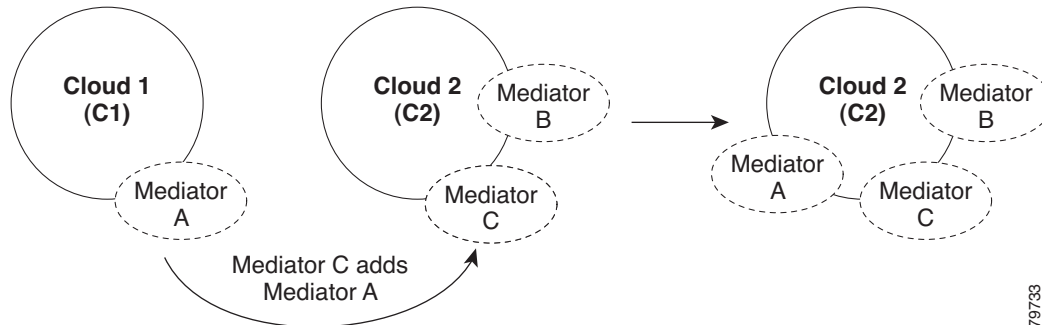 Cloud 1
(C1)
Mediator
A
Cloud 2
(C2)
Mediator
B
Mediator
C
Mediator C adds
Mediator A
Cloud 2
(C2)
Mediator
B
Mediator
A
Mediator
C
79733